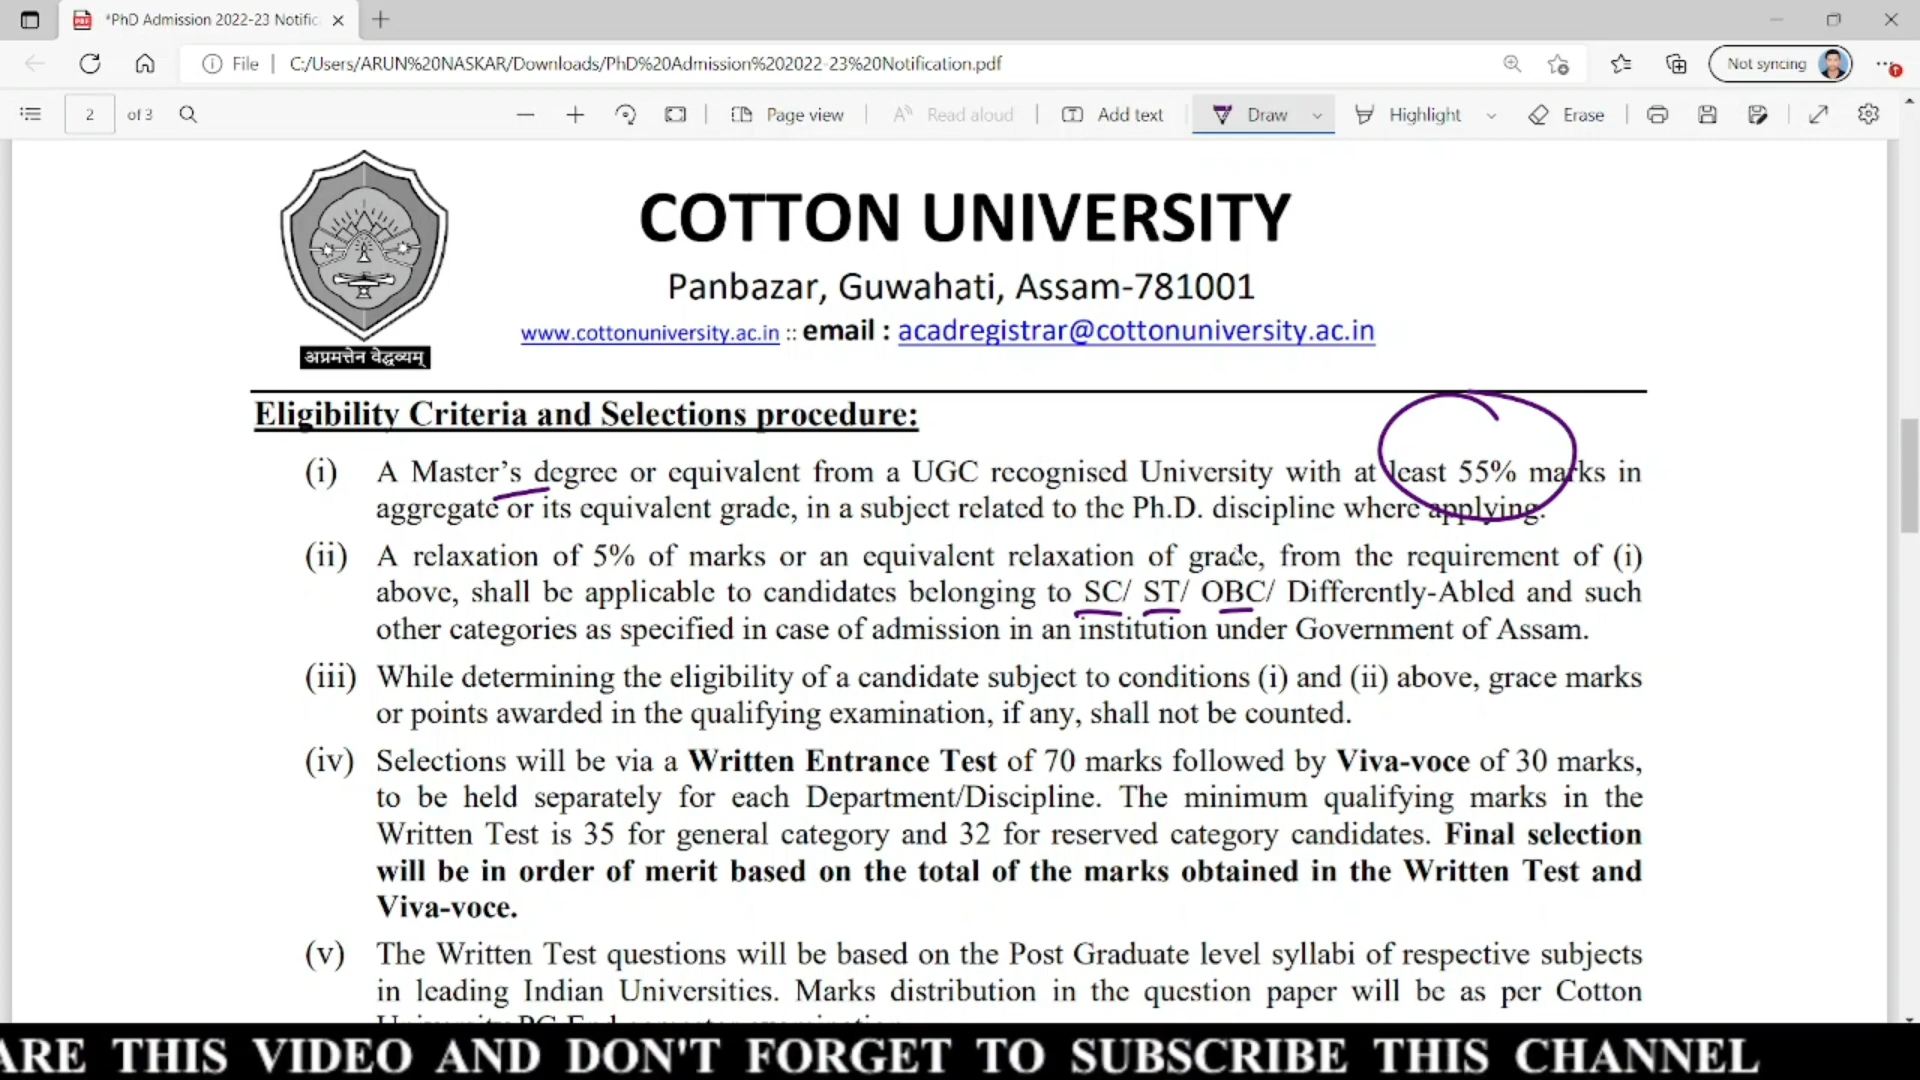 *PhD Admission 2022-23 Notific
File
C:/Users/ARUN%20NASKAR/Downloads/PhD%20Admission%202022-23%20Notification.pdf
Not syncing
2 of 3
Page view
Read aloud
Add text
Draw
Highlight
Erase
COTTON UNIVERSITY
Panbazar, Guwahati, Assam-781001
www.cottonuniversity.ac.in :: email : acadregistrar@cottonuniversity.ac.in
अप्रमत्तेन वेद्धव्यम्
Eligibility Criteria and Selections procedure:
(i) A Master's degree or equivalent from a UGC recognised University with at least 55% marks in
aggregate or its equivalent grade, in a subject related to the Ph.D. discipline where applying.
(ii) A relaxation of 5% of marks or an equivalent relaxation of grade, from the requirement of (i)
above, shall be applicable to candidates belonging to SC/ ST/ OBC/ Differently-Abled and such
other categories as specified in case of admission in an institution under Government of Assam.
(iii) While determining the eligibility of a candidate subject to conditions (i) and (ii) above, grace marks
or points awarded in the qualifying examination, if any, shall not be counted.
(iv) Selections will be via a Written Entrance Test of 70 marks followed by Viva-voce of 30 marks,
to be held separately for each Department/Discipline. The minimum qualifying marks in the
Written Test is 35 for general category and 32 for reserved category candidates. Final selection
will be in order of merit based on the total of the marks obtained in the Written Test and
Viva-voce.
(v) The Written Test questions will be based on the Post Graduate level syllabi of respective subjects
in leading Indian Universities. Marks distribution in the question paper will be as per Cotton
ARE THIS VIDEO AND DON'T FORGET TO SUBSCRIBE THIS CHANNEL